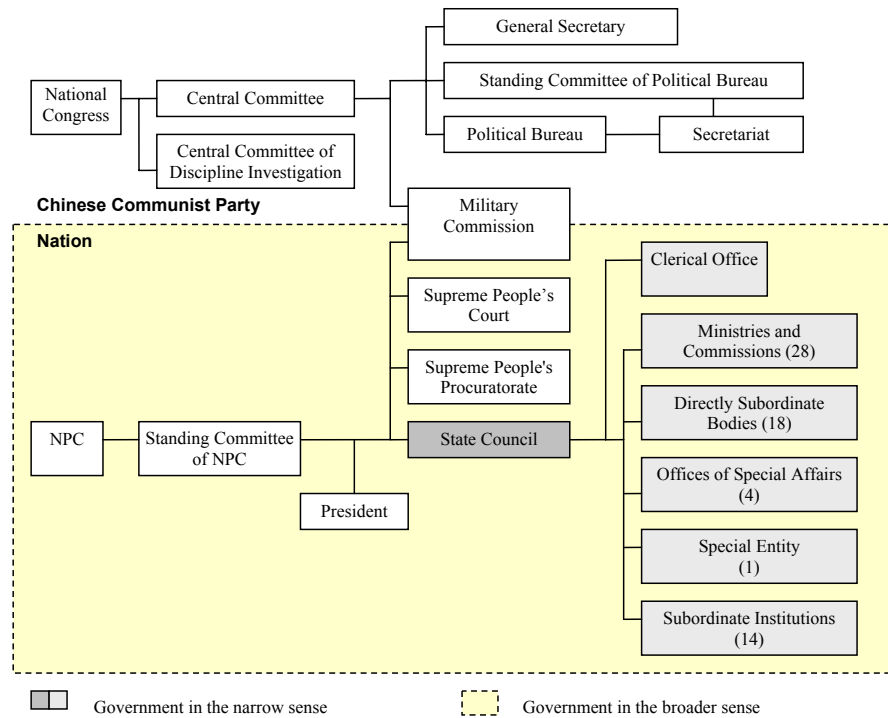 General Secretary
Standing Committee of Political Bureau
National
Congress
Central Committee
Political Bureau
Secretariat
Central Committee of
Discipline Investigation
Chinese Communist Party
Military
Commission
Nation
Clerical Office
Supreme People’s
Court
Ministries and
Commissions (28)
Supreme People's
Procuratorate
Directly Subordinate
Bodies (18)
NPC
Standing Committee
of NPC
State Council
Offices of Special Affairs
(4)
President
Special Entity
(1)
Subordinate Institutions
(14)
Government in the narrow sense
Government in the broader sense